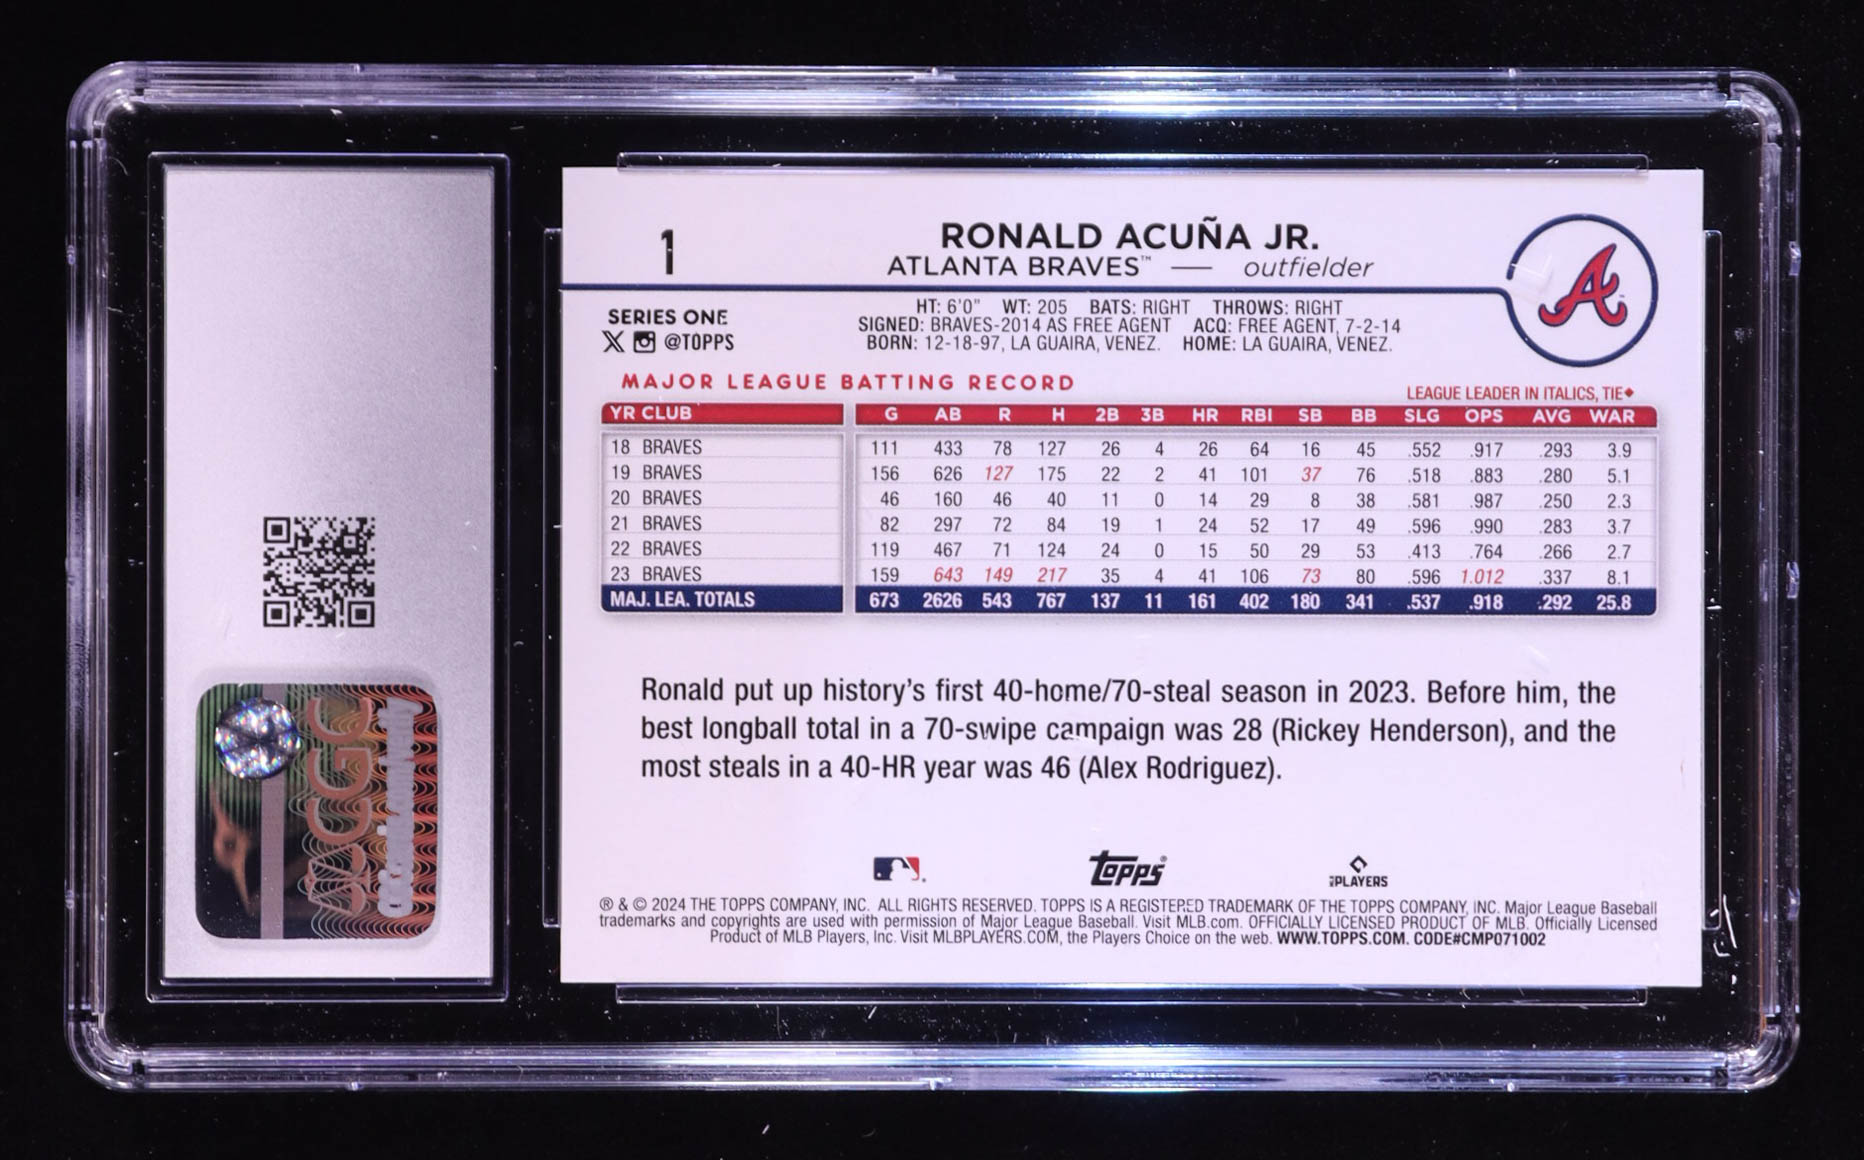 1
RONALD ACUÑA JR.
ATLANTA BRAVES™ — outfielder
A
SERIES ONE
@TOPPS
HT: 6'0" WT: 205 BATS: RIGHT THROWS: RIGHT
SIGNED: BRAVES-2014 AS FREE AGENT ACQ: FREE AGENT, 7-2-14
BORN: 12-18-97, LA GUAIRA, VENEZ. HOME: LA GUAIRA, VENEZ.
MAJOR LEAGUE BATTING RECORD
LEAGUE LEADER IN ITALICS, TIE◆
YR CLUB G AB R H 2B 3B HR RBI SB BB SLG OPS AVG WAR
18 BRAVES 111 433 78 127 26 4 26 64 16 45 .552 .917 .293 3.9
19 BRAVES 156 626 127 175 22 2 41 101 37 76 .518 .883 .280 5.1
20 BRAVES 46 160 46 40 11 0 14 29 8 38 .581 .987 .250 2.3
21 BRAVES 82 297 72 84 19 1 24 52 17 49 .596 .990 .283 3.7
22 BRAVES 119 467 71 124 24 0 15 50 29 53 .413 .764 .266 2.7
23 BRAVES 159 643 149 217 35 4 41 106 73 80 .596 1.012 .337 8.1
MAJ. LEA. TOTALS 673 2626 543 767 137 11 161 402 180 341 .537 .918 .292 25.8
Ronald put up history's first 40-home/70-steal season in 2023. Before him, the
best longball total in a 70-swipe campaign was 28 (Rickey Henderson), and the
most steals in a 40-HR year was 46 (Alex Rodriguez).
topps®
PLAYERS
® & © 2024 THE TOPPS COMPANY, INC. ALL RIGHTS RESERVED. TOPPS IS A REGISTERED TRADEMARK OF THE TOPPS COMPANY, INC. Major League Baseball
trademarks and copyrights are used with permission of Major League Baseball. Visit MLB.com. OFFICIALLY LICENSED PRODUCT OF MLB. Officially Licensed
Product of MLB Players, Inc. Visit MLBPLAYERS.COM, the Players Choice on the web. WWW.TOPPS.COM. CODE#CMP071002
CGC